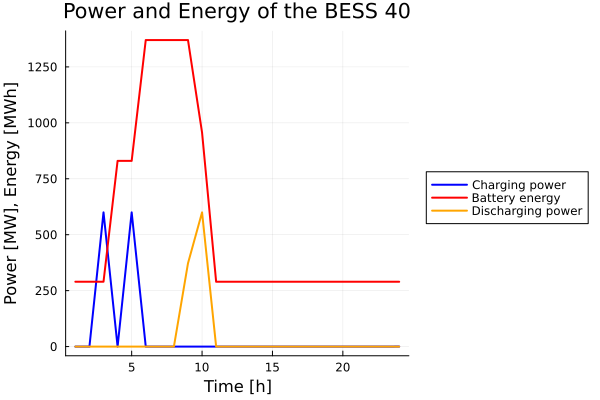 Power and Energy of the BESS 40
Power [MW], Energy [MWh]
1250
1000
750
500
250
0
5
10
15
20
Time [h]
Charging power
Battery energy
Discharging power